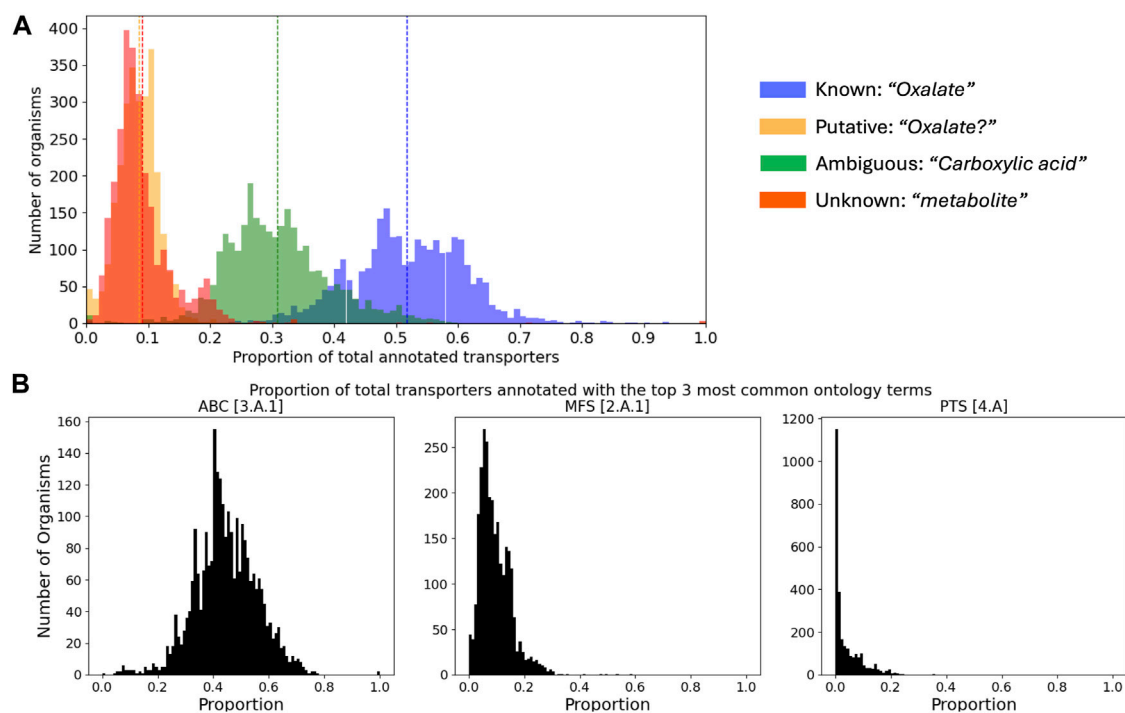 A
400
350
300
250
200
150
100
50
0
Number of organisms
0.0 0.1 0.2 0.3 0.4 0.5 0.6 0.7 0.8 0.9 1.0
Proportion of total annotated transporters
Known: “Oxalate”
Putative: “Oxalate?”
Ambiguous: “Carboxylic acid”
Unknown: “metabolite”
B
Proportion of total transporters annotated with the top 3 most common ontology terms
ABC [3.A.1]
160
140
120
100
80
60
40
20
0
Number of Organisms
0.0 0.2 0.4 0.6 0.8 1.0
Proportion
MFS [2.A.1]
250
200
150
100
50
0
0.0 0.2 0.4 0.6 0.8 1.0
Proportion
PTS [4.A]
1200
1000
800
600
400
200
0
0.0 0.2 0.4 0.6 0.8 1.0
Proportion